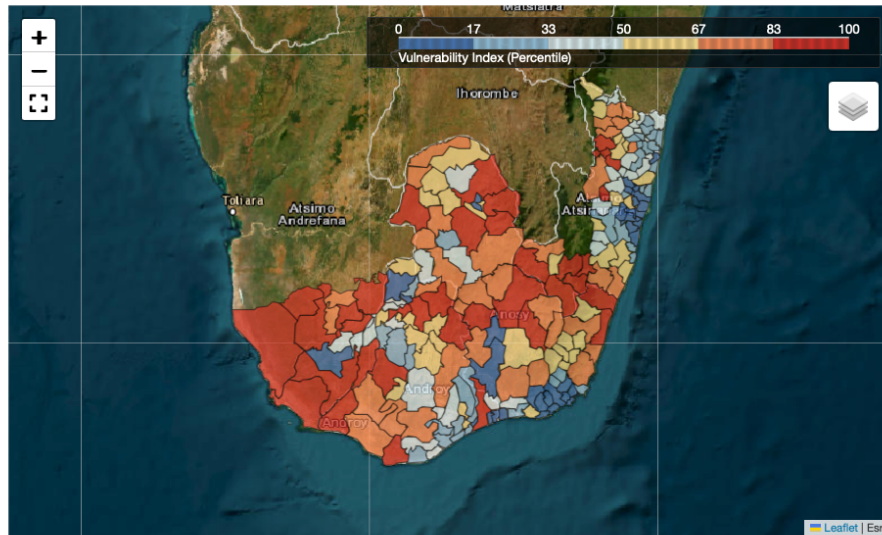 Matsiatra
+
−
0 17 33 50 67 83 100
Vulnerability Index (Percentile)
Ihorombe
Toliara
Atsimo
Andrefana
Anosy
Androy
Androy
Leaflet | Esr